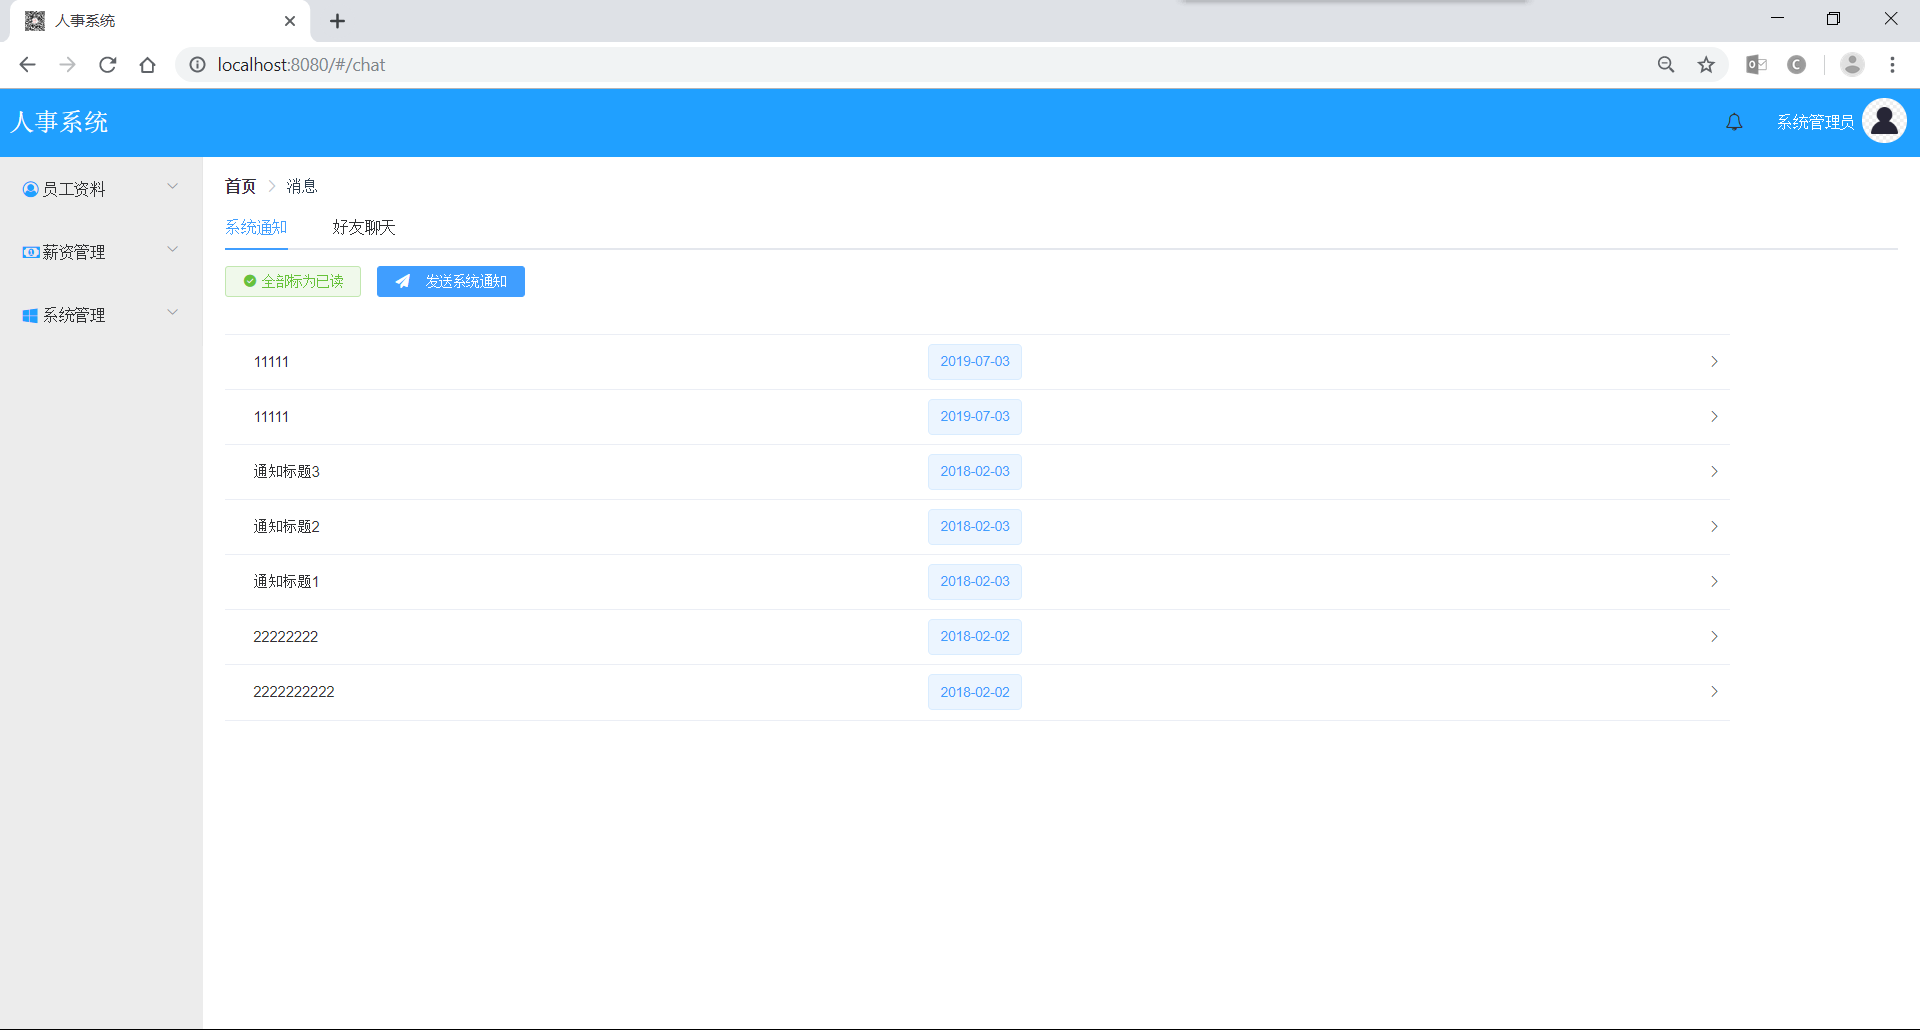 人事系统
localhost:8080/#/chat
人事系统
系统管理员
员工资料
薪资管理
系统管理
首页 消息
系统通知 好友聊天
全部标为已读 发送系统通知
11111 2019-07-03
11111 2019-07-03
通知标题3 2018-02-03
通知标题2 2018-02-03
通知标题1 2018-02-03
22222222 2018-02-02
2222222222 2018-02-02